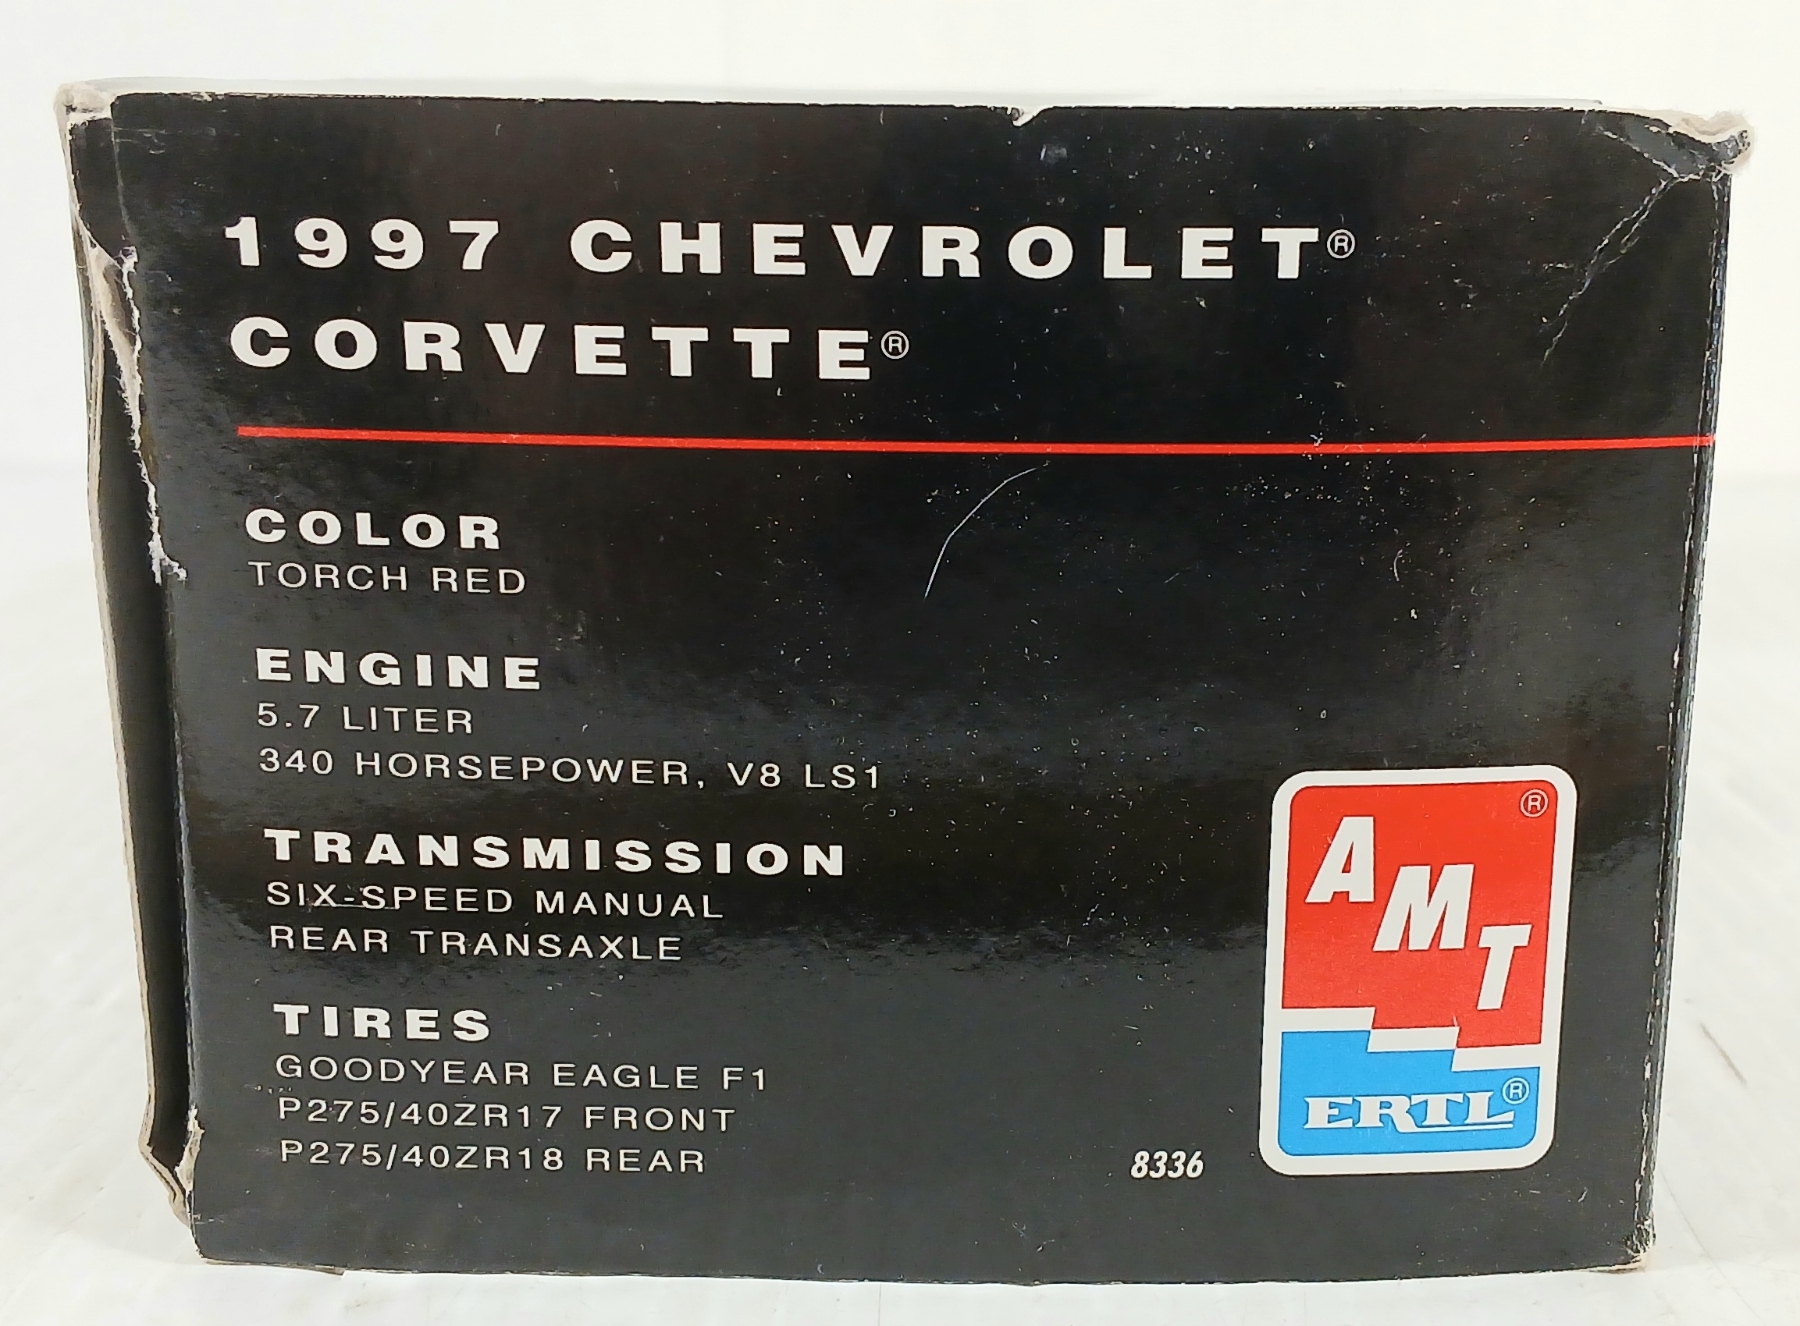 1997 CHEVROLET®
CORVETTE®
COLOR
TORCH RED
ENGINE
5.7 LITER
340 HORSEPOWER, V8 LS1
TRANSMISSION
SIX-SPEED MANUAL
REAR TRANSAXLE
TIRES
GOODYEAR EAGLE F1
P275/40ZR17 FRONT
P275/40ZR18 REAR
8336
AMT®
ERTL®